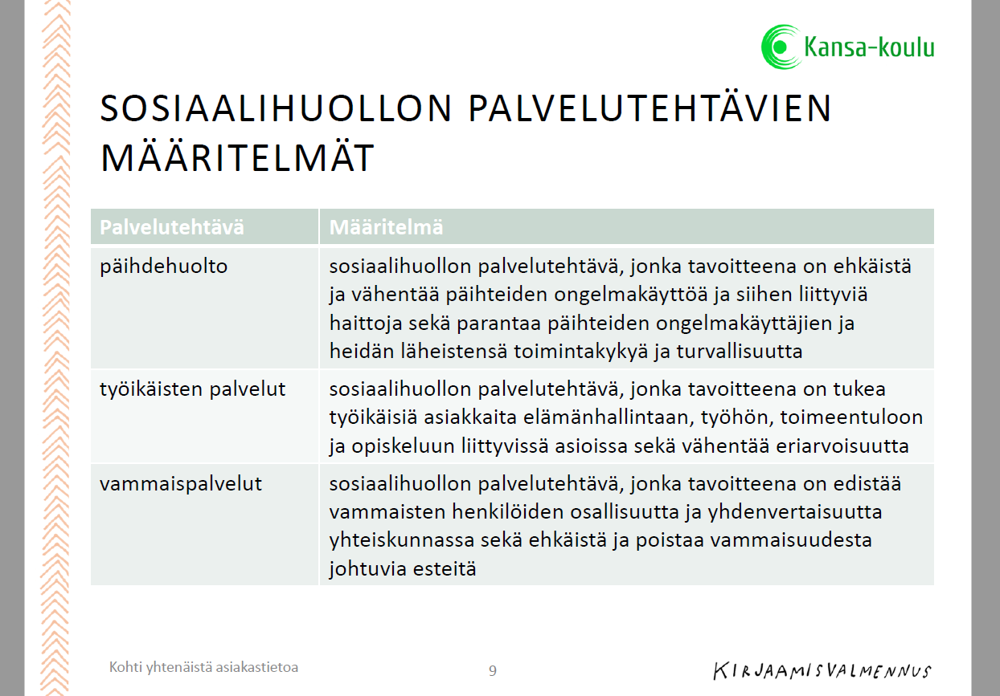 Kansa-koulu
SOSIAALIHUOLLON PALVELUTEHTÄVIEN
MÄÄRITELMÄT
Palvelutehtävä Määritelmä
päihdehuolto sosiaalihuollon palvelutehtävä, jonka tavoitteena on ehkäistä
ja vähentää päihteiden ongelmakäyttöä ja siihen liittyviä
haittoja sekä parantaa päihteiden ongelmakäyttäjien ja
heidän läheistensä toimintakykyä ja turvallisuutta
työikäisten palvelut sosiaalihuollon palvelutehtävä, jonka tavoitteena on tukea
työikäisiä asiakkaita elämänhallintaan, työhön, toimeentuloon
ja opiskeluun liittyvissä asioissa sekä vähentää eriarvoisuutta
vammaispalvelut sosiaalihuollon palvelutehtävä, jonka tavoitteena on edistää
vammaisten henkilöiden osallisuutta ja yhdenvertaisuutta
yhteiskunnassa sekä ehkäistä ja poistaa vammaisuudesta
johtuvia esteitä
Kohti yhtenäistä asiakastietoa 9 KIRJAAMISVALMENNUS